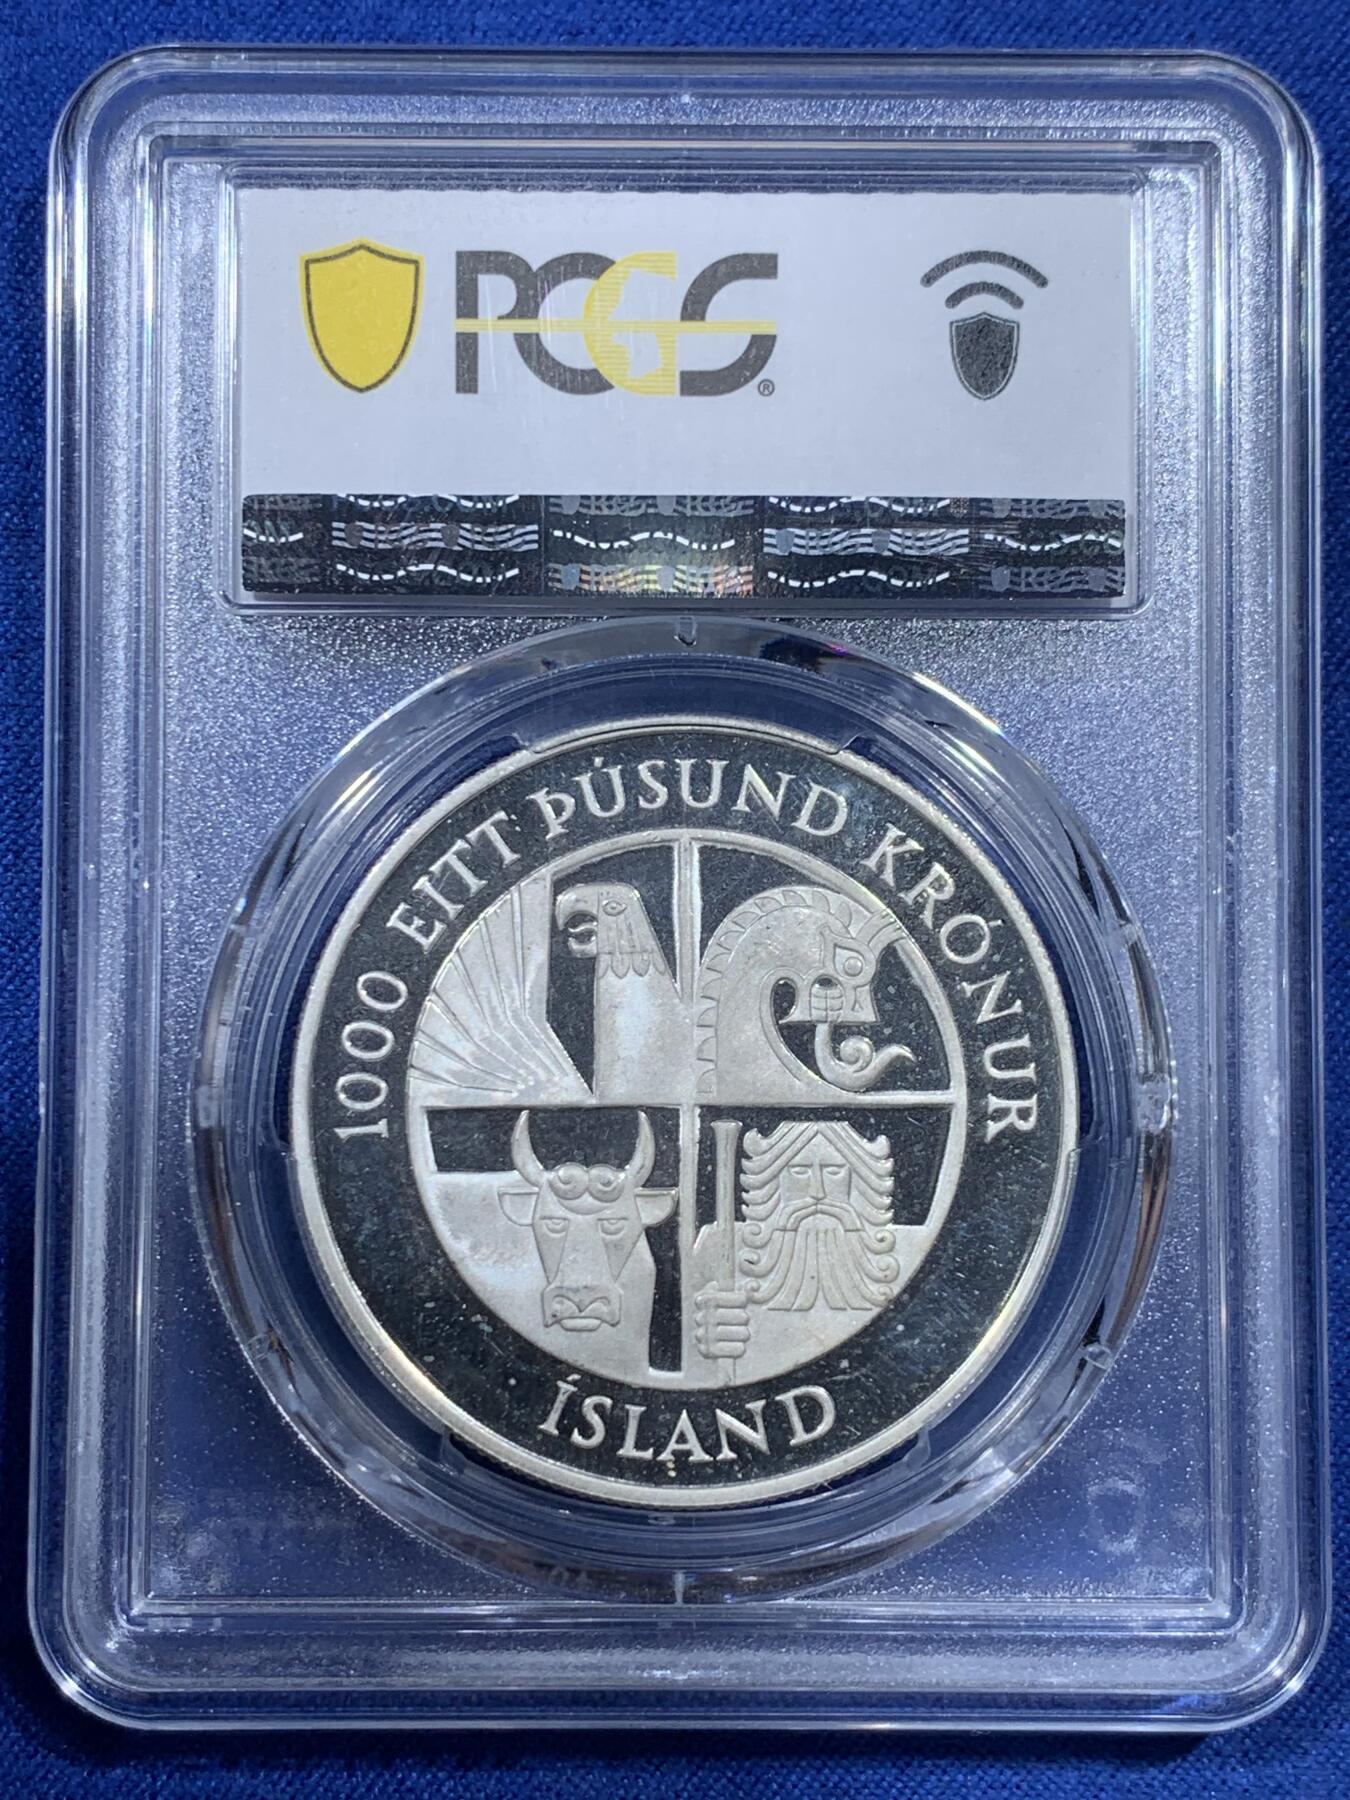 PCGS®
1000 EITT ÞÚSUND KRÓNUR
ÍSLAND